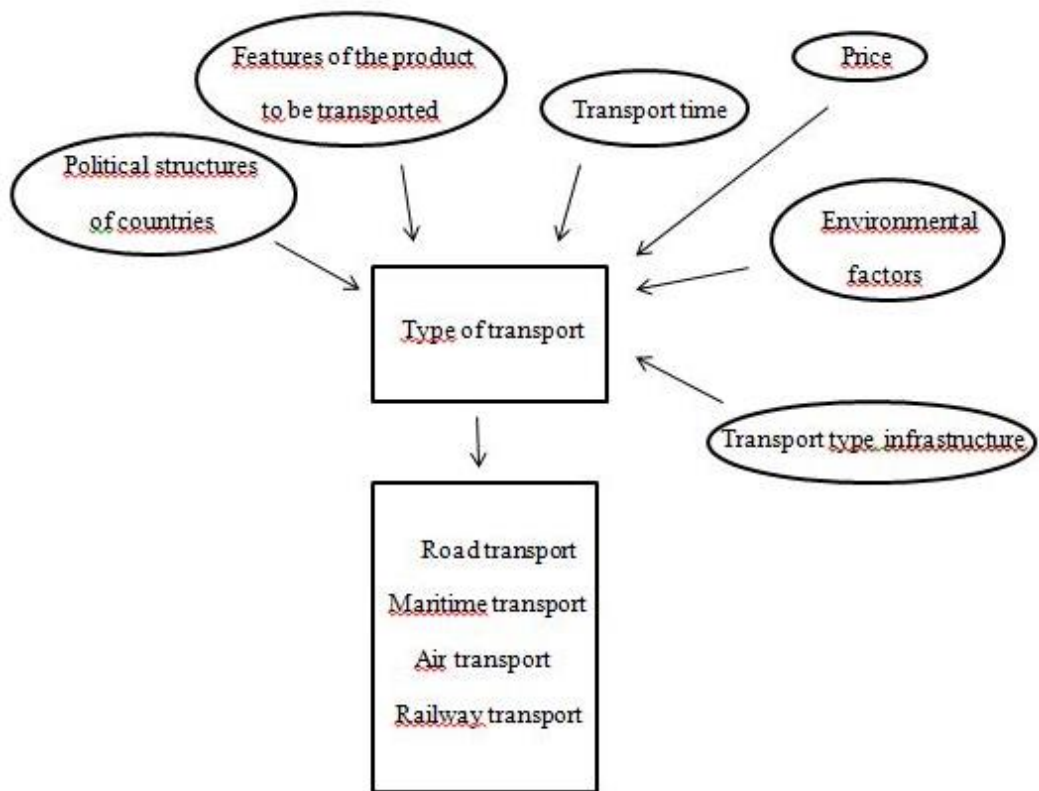 Features of the product
to be transported
Price
Transport time
Political structures
of countries
Environmental
factors
Type of transport
Transport type infrastructure
Road transport
Maritime transport
Air transport
Railway transport